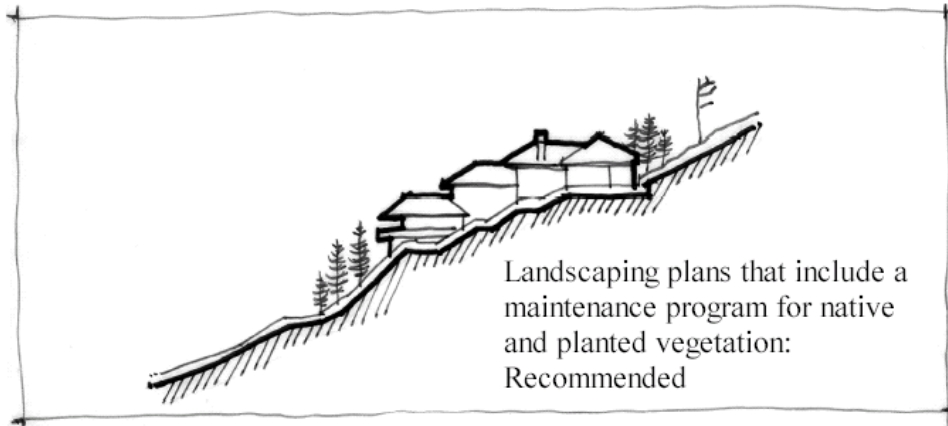 Landscaping plans that include a
maintenance program for native
and planted vegetation:
Recommended